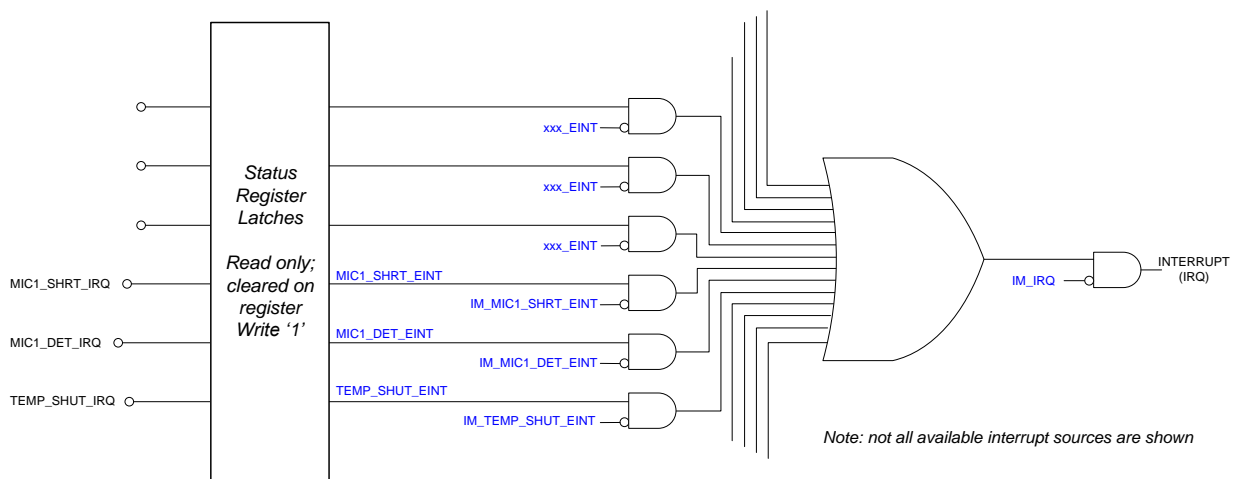 xxx_EINT
xxx_EINT
xxx_EINT
Status
Register
Latches
Read only;
cleared on
register
Write ‘1’
MIC1_SHRT_IRQ
MIC1_SHRT_EINT
IM_MIC1_SHRT_EINT
MIC1_DET_IRQ
MIC1_DET_EINT
IM_MIC1_DET_EINT
TEMP_SHUT_IRQ
TEMP_SHUT_EINT
IM_TEMP_SHUT_EINT
IM_IRQ
INTERRUPT
(IRQ)
Note: not all available interrupt sources are shown